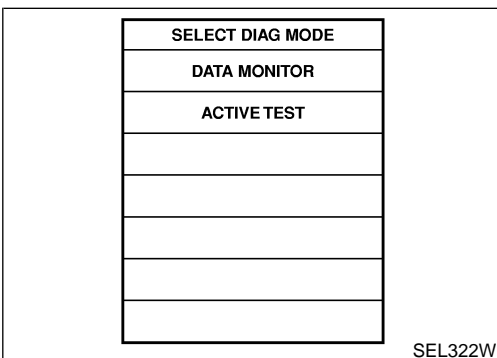 SELECT DIAG MODE
DATA MONITOR
ACTIVE TEST
SEL322W